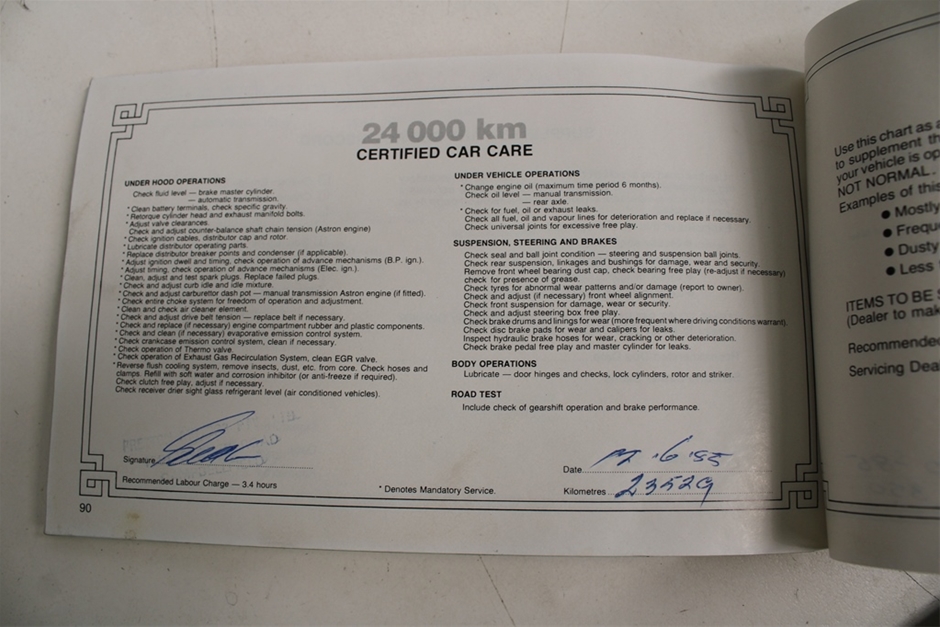 24 000 km
CERTIFIED CAR CARE
UNDER HOOD OPERATIONS
Check fluid level — brake master cylinder.
— automatic transmission.
* Clean battery terminals, check specific gravity.
* Retorque cylinder head and exhaust manifold bolts.
* Adjust valve clearances.
Check and adjust counter-balance shaft chain tension (Astron engine)
* Check ignition cables, distributor cap and rotor.
* Lubricate distributor operating parts.
* Replace distributor breaker points and condenser (if applicable).
* Adjust ignition dwell and timing, check operation of advance mechanisms (B.P. ign.).
* Adjust timing, check operation of advance mechanisms (Elec. ign.).
* Clean, adjust and test spark plugs. Replace failed plugs.
* Check and adjust curb idle and idle mixture.
* Check and adjust carburettor dash pot — manual transmission Astron engine (if fitted).
* Check entire choke system for freedom of operation and adjustment.
* Clean and check air cleaner element.
* Check and adjust drive belt tension — replace belt if necessary.
* Check and replace (if necessary) engine compartment rubber and plastic components.
* Check and clean (if necessary) evaporative emission control system.
* Check crankcase emission control system, clean if necessary.
* Check operation of Thermo valve.
* Check operation of Exhaust Gas Recirculation System, clean EGR valve.
* Reverse flush cooling system, remove insects, dust, etc. from core. Check hoses and
clamps. Refill with soft water and corrosion inhibitor (or anti-freeze if required).
Check clutch free play, adjust if necessary.
Check receiver drier sight glass refrigerant level (air conditioned vehicles).
Signature
Recommended Labour Charge — 3.4 hours
90
UNDER VEHICLE OPERATIONS
* Change engine oil (maximum time period 6 months).
Check oil level — manual transmission.
— rear axle.
* Check for fuel, oil or exhaust leaks.
Check all fuel, oil and vapour lines for deterioration and replace if necessary.
Check universal joints for excessive free play.
SUSPENSION, STEERING AND BRAKES
Check seal and ball joint condition — steering and suspension ball joints.
Check rear suspension, linkages and bushings for damage, wear and security.
Remove front wheel bearing dust cap, check bearing free play (re-adjust if necessary)
check for presence of grease.
Check tyres for abnormal wear patterns and/or damage (report to owner).
Check and adjust (if necessary) front wheel alignment.
Check front suspension for damage, wear or security.
Check and adjust steering box free play.
Check brake drums and linings for wear (more frequent where driving conditions warrant).
Check disc brake pads for wear and calipers for leaks.
Inspect hydraulic brake hoses for wear, cracking or other deterioration.
Check brake pedal free play and master cylinder for leaks.
BODY OPERATIONS
Lubricate — door hinges and checks, lock cylinders, rotor and striker.
ROAD TEST
Include check of gearshift operation and brake performance.
* Denotes Mandatory Service.
Date 12.6.85
Kilometres 23529
Use this chart as a
to supplement th
your vehicle is op
NOT NORMAL.
Examples of this
● Mostly
● Frequ
● Dusty
● Less
ITEMS TO BE
(Dealer to mak
Recommended
Servicing Deal